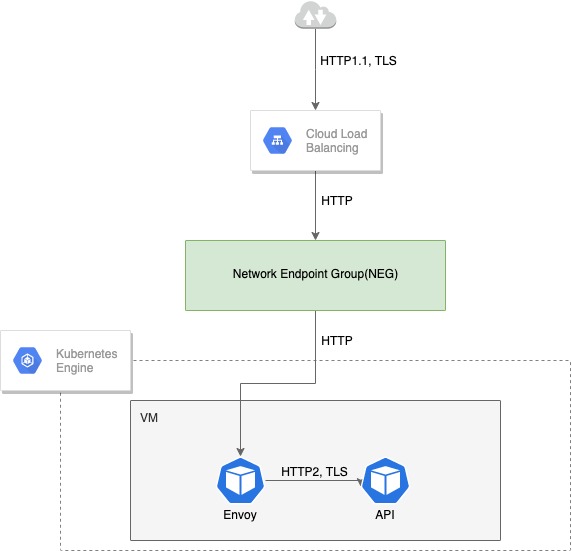 HTTP1.1, TLS
Cloud Load
Balancing
HTTP
Network Endpoint Group(NEG)
HTTP
Kubernetes
Engine
VM
HTTP2, TLS
Envoy
API